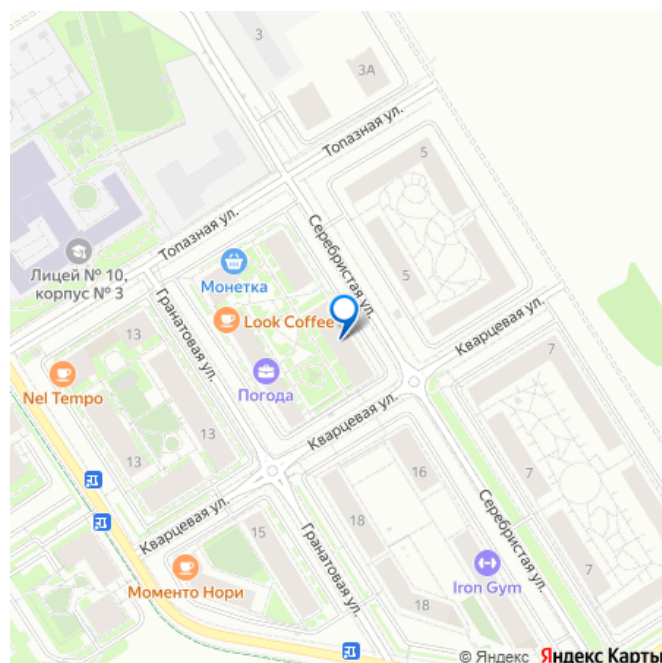 3
3А
Топазная ул.
5
Топазная ул.
Серебристая ул.
Лицей № 10,
корпус № 3
Монетка
5
Гранатовая ул.
Look Coffee
Кварцевая ул.
13
7
Nel Tempo
Погода
Кварцевая ул.
13
13
16
7
Кварцевая ул.
15
18
Гранатовая ул.
Серебристая ул.
Моменто Нори
Iron Gym
7
18
© Яндекс Яндекс Карты